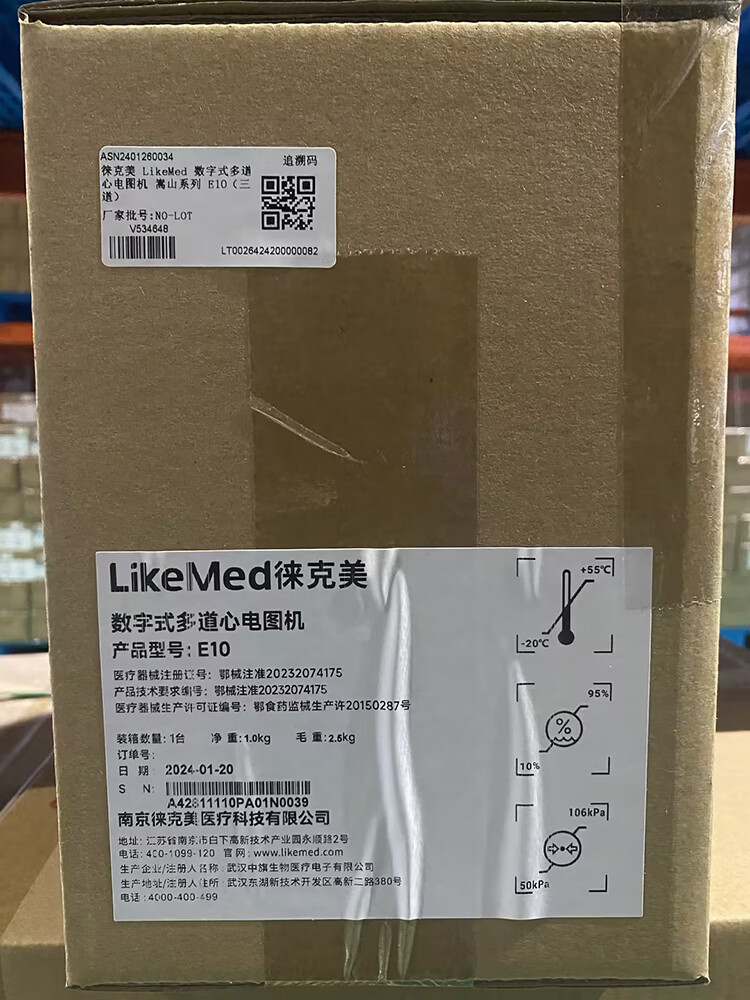 ASN2401260034
追溯码
徕克美 LikeMed 数字式多道
心电图机 嵩山系列 E10（三
道）
厂家批号:NO-LOT
V534648
LT0026424200000082
LikeMed徕克美
数字式多道心电图机
产品型号: E10
医疗器械注册证号: 鄂械注准20232074175
产品技术要求编号: 鄂械注准20232074175
医疗器械生产许可证编号: 鄂食药监械生产许20150287号
装箱数量: 1台 净 重: 1.0kg 毛 重: 2.5kg
订单号:
日 期: 2024-01-20
S N:
A42811110PA01N0039
南京徕克美医疗科技有限公司
地址: 江苏省南京市白下高新技术产业园永顺路2号
电话: 400-1099-120 官网: www.likemed.com
生产企业/注册人名称: 武汉中旗生物医疗电子有限公司
生产地址/注册人住所: 武汉东湖新技术开发区高新二路380号
电话: 4000-400-499
+55℃
-20℃
95%
%
10%
106kPa
50kPa